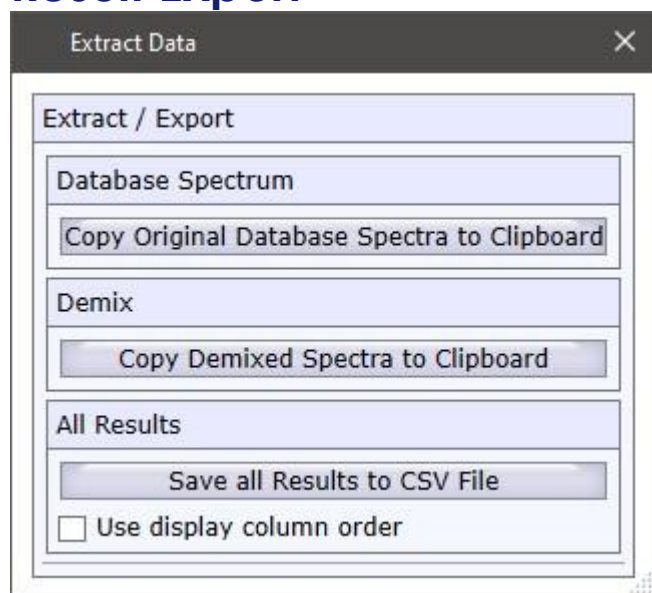 Extract Data
Extract / Export
Database Spectrum
Copy Original Database Spectra to Clipboard
Demix
Copy Demixed Spectra to Clipboard
All Results
Save all Results to CSV File
Use display column order